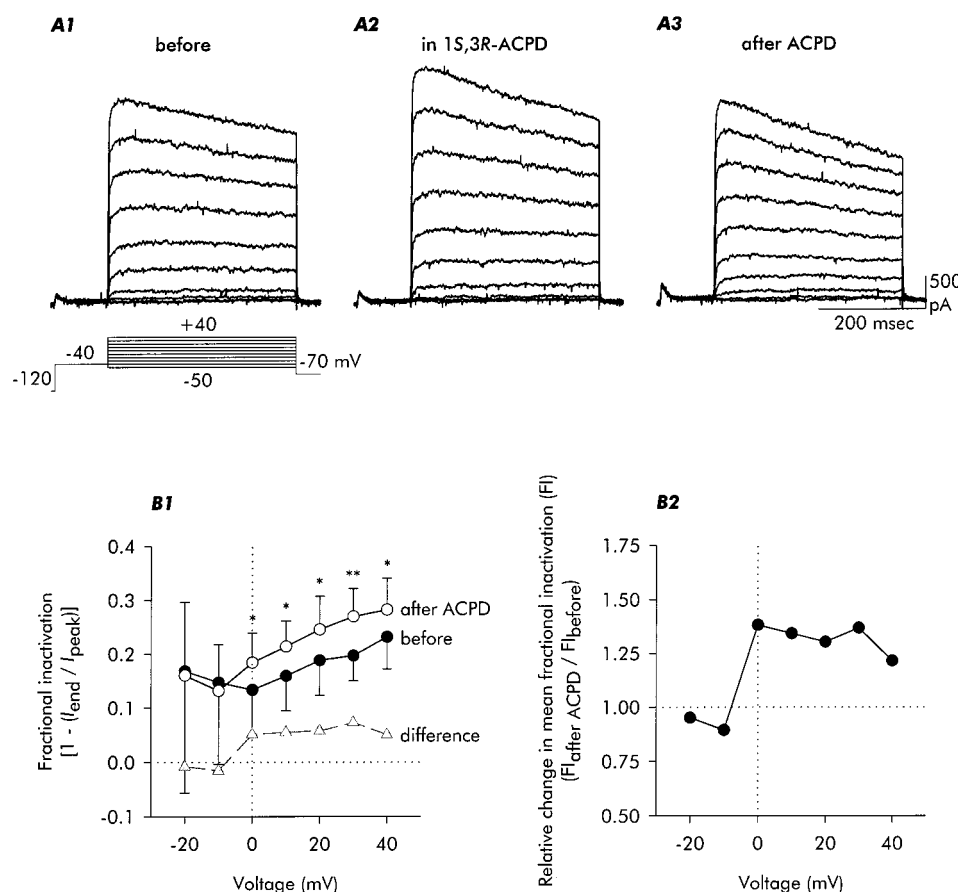 A1
before
A2
in 1S,3R-ACPD
A3
after ACPD
500
pA
200 msec
+40
-40
-70 mV
-120
-50
B1
Fractional inactivation
[1 - (Iend / Ipeak)]
0.4
0.3
0.2
0.1
0.0
-0.1
*
*
*
**
*
after ACPD
before
difference
-20
0
20
40
Voltage (mV)
B2
Relative change in mean fractional inactivation (FI)
(FIafter ACPD / FIbefore)
1.75
1.50
1.25
1.00
0.75
0.50
-20
0
20
40
Voltage (mV)